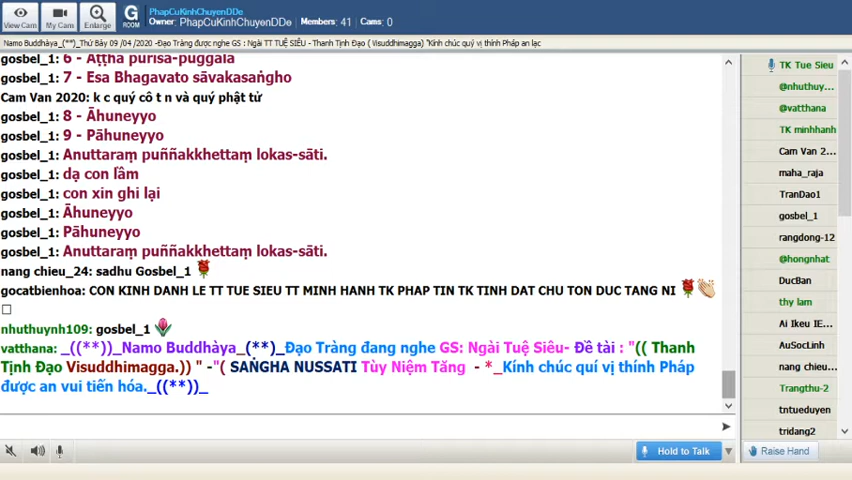 PhapCuKinhChuyenDDe
Owner: PhapCuKinhChuyenDDe Members: 41 Cams: 0
View Cam My Cam Enlarge G ROOM
Namo Buddhàya_(**)_Thứ Bảy 09 /04 /2020 -Đạo Tràng được nghe GS : Ngài TUỆ SIÊU - Thanh Tịnh Đạo ( Visuddhimagga) "Kính chúc quý vị thính Pháp an lạc
gosbel_1: 6 - Aṭṭha purisa-puggala
gosbel_1: 7 - Esa Bhagavato sāvakasaṅgho
Cam Van 2020: k c quý cô t n và quý phật tử
gosbel_1: 8 - Āhuneyyo
gosbel_1: 9 - Pāhuneyyo
gosbel_1: Anuttaraṃ puññakkhettaṃ lokas-sāti.
gosbel_1: dạ con lầm
gosbel_1: con xin ghi lại
gosbel_1: Āhuneyyo
gosbel_1: Pāhuneyyo
gosbel_1: Anuttaraṃ puññakkhettaṃ lokas-sāti.
nang chieu_24: sadhu Gosbel_1
gocatbienhoa: CON KINH DANH LE TT TUE SIEU TT MINH HANH TK PHAP TIN TK TINH DAT CHU TON DUC TANG NI
nhuthuynh109: gosbel_1
vatthana: _((**))_Namo Buddhàya_(**)_Đạo Tràng đang nghe GS: Ngài Tuệ Siêu- Đề tài : "(( Thanh
Tịnh Đạo Visuddhimagga.)) " -"( SAṄGHA NUSSATI Tùy Niệm Tăng - *_Kính chúc quí vị thính Pháp
được an vui tiến hóa._((**))_
Hold to Talk
TK Tue Sieu
@nhuthuy...
@vatthana
TK minhhanh
Cam Van 2...
maha_raja
TranDao1
gosbel_1
rangdong-12
@hongnhat
DucBan
thy lam
Ai Ikeu IE...
AuSocLinh
nang chieu...
Trangthu-2
tntueduyen
tridang2
Raise Hand